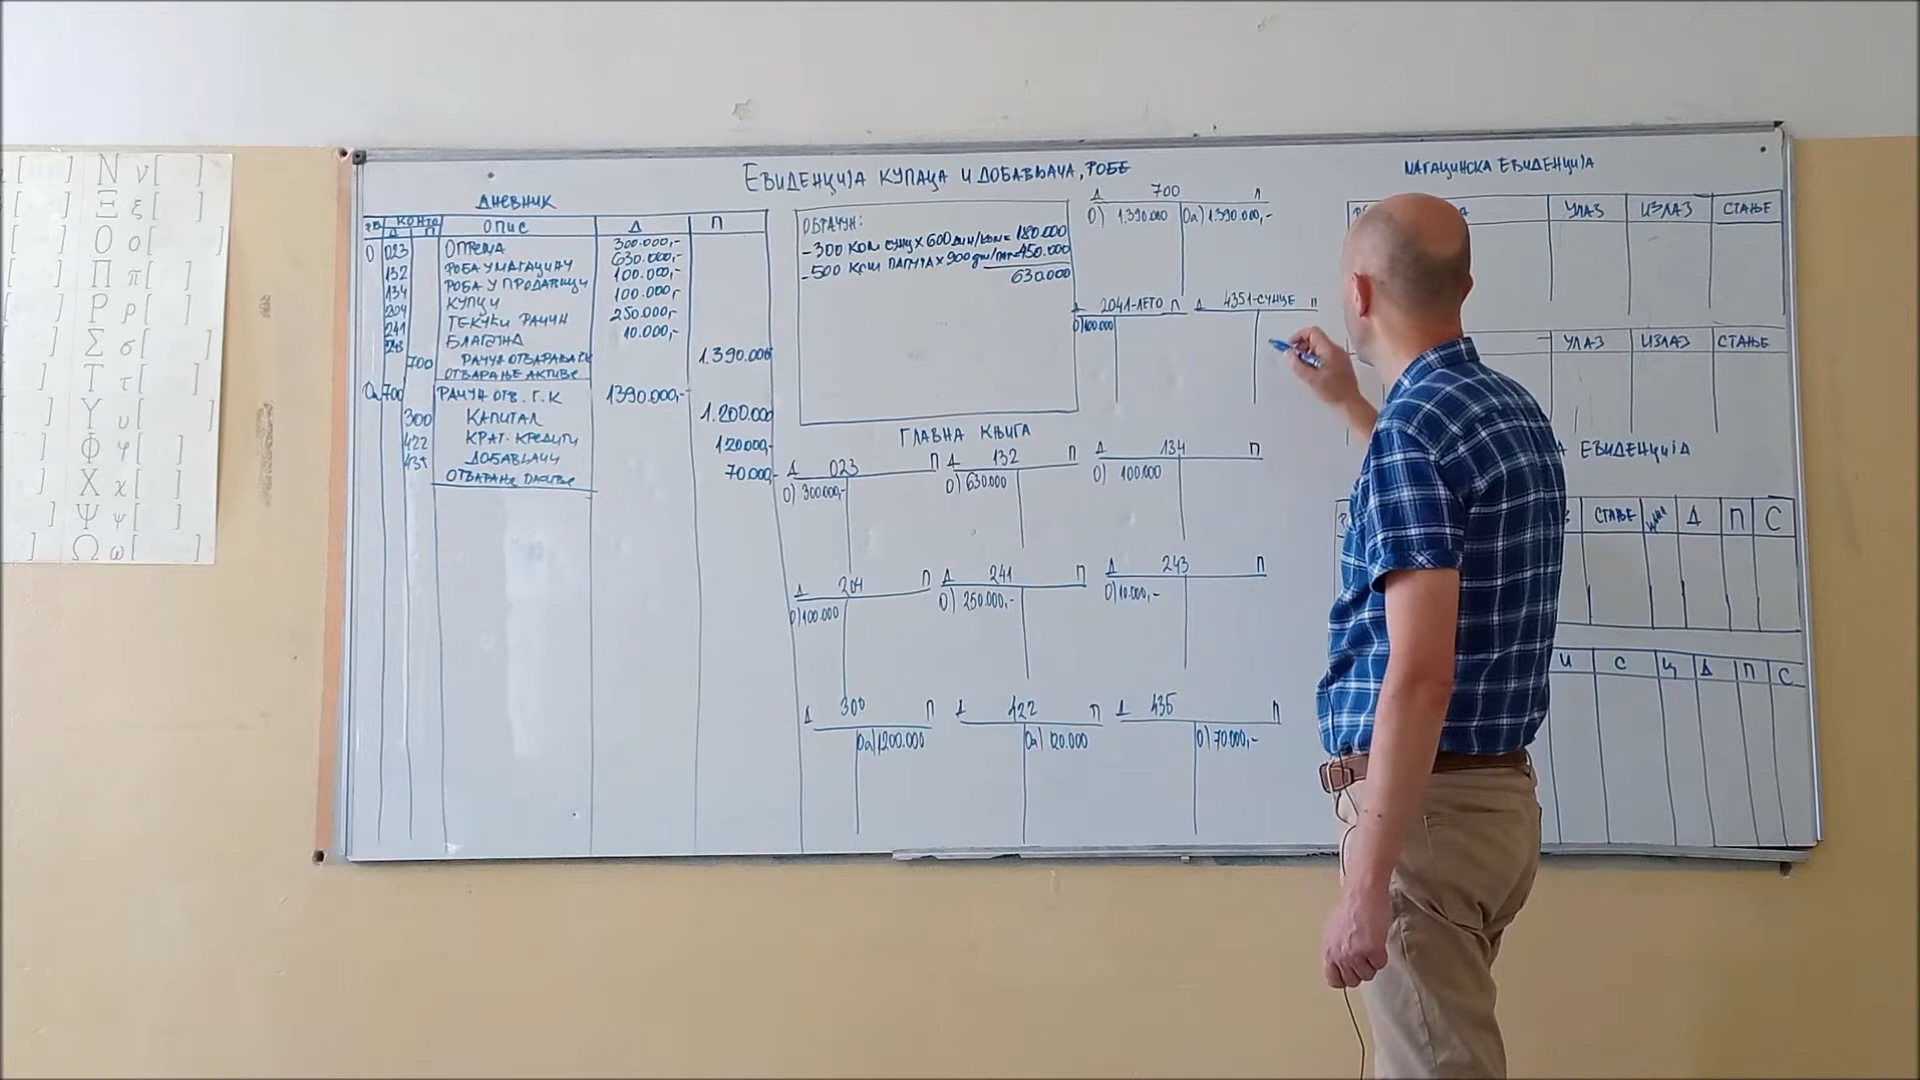 ЕВИДЕНЦИЈА КУПАЦА И ДОБАВЉАЧА, РОБЕ
МАГАЦИНСКА ЕВИДЕНЦИЈА
ДНЕВНИК
КОНТО ОПИС Д П
Д П
0 023 ОПРЕМА 300.000,-
132 РОБА У МАГАЦИНУ 630.000,-
134 РОБА У ПРОДАВНИЦИ 100.000,-
204 КУПЦИ 100.000,-
241 ТЕКУЋИ РАЧУН 250.000,-
243 БЛАГАЈНА 10.000,-
700 РАЧУН ОТВАРАЊА 1.390.000
ОТВАРАЊЕ АКТИВЕ
0а 700 РАЧУН ОТВ. Г. К 1390.000,-
300 КАПИТАЛ 1.200.000
422 КРАТ. КРЕДИТИ 120000,-
435 ДОБАВЉАЧИ 70.000,-
ОТВАРАЊЕ ПАСИВЕ
ОБРАЧУН:
- 300 КОМ СУНЦ X 600 ДИН/КОМ = 180.000
- 500 КОМ ПАПУЧА X 900 ДИН/ПАР = 450.000
630.000
Д 700 П
0) 1.390.000 0а) 1.390.000,-
Д 2041-ЛЕТО П
0) 100.000
Д 4351-СУНЦЕ П
ГЛАВНА КЊИГА
Д 023 П
0) 300.000,-
Д 132 П
0) 630.000
Д 134 П
0) 100.000
Д 204 П
0) 100.000
Д 241 П
0) 250.000,-
Д 243 П
0) 10.000,-
Д 300 П
0а) 1200.000
Д 422 П
0а) 120.000
Д 435 П
0) 70.000,-
УЛАЗ ИЗЛАЗ СТАЊЕ
УЛАЗ ИЗЛАЗ СТАЊЕ
ЕВИДЕНЦИЈА
СТАЊЕ Д П С
И С Ц Д П С
[ ] Ν ν [ ]
[ ] Ξ ξ [ ]
[ ] Ο ο [ ]
[ ] Π π [ ]
[ ] Ρ ρ [ ]
] Σ σ [ ]
] Τ τ [ ]
] Υ υ [ ]
] Φ φ [ ]
] Χ χ [ ]
] Ψ ψ [ ]
] Ω ω [ ]